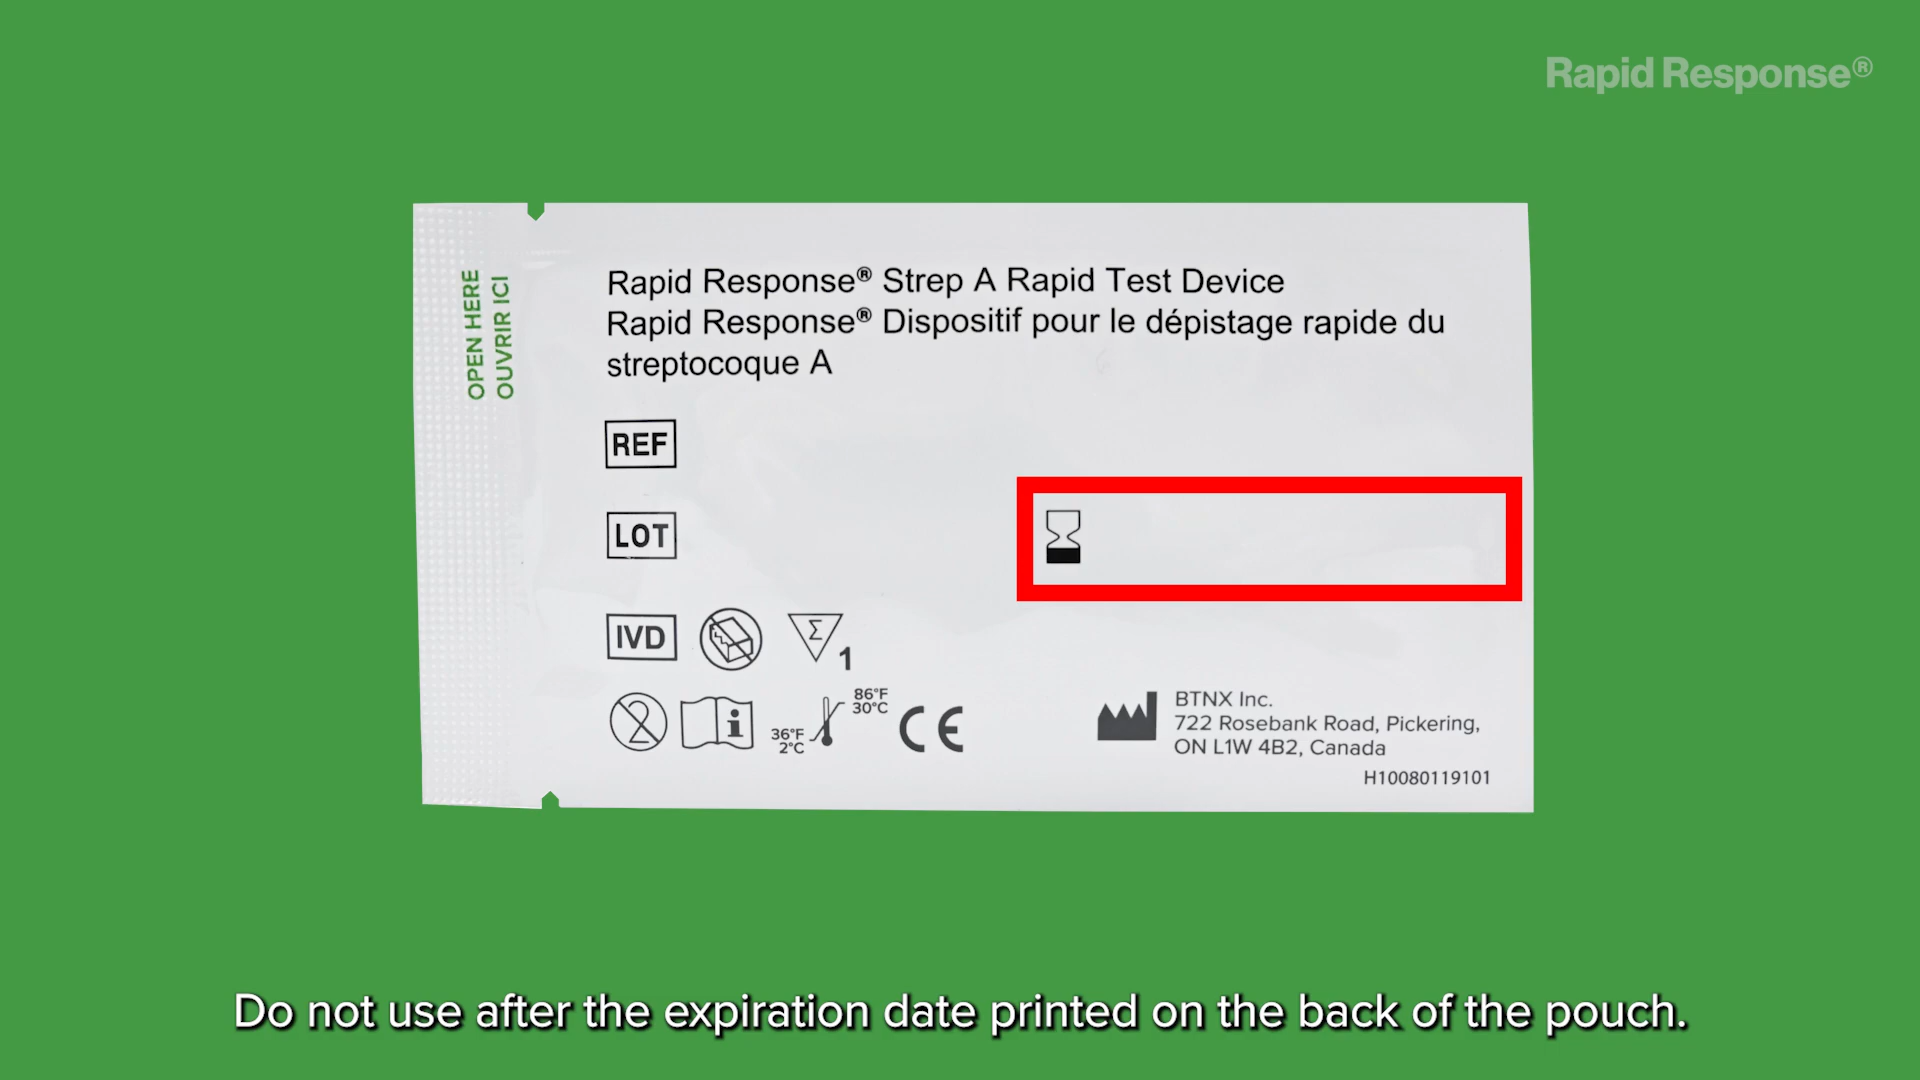 Rapid Response®
OPEN HERE
OUVRIR ICI
Rapid Response® Strep A Rapid Test Device
Rapid Response® Dispositif pour le dépistage rapide du
streptocoque A
REF
LOT
IVD
Σ
1
2
i
86°F
30°C
36°F
2°C
CE
BTNX Inc.
722 Rosebank Road, Pickering,
ON L1W 4B2, Canada
H10080119101
Do not use after the expiration date printed on the back of the pouch.